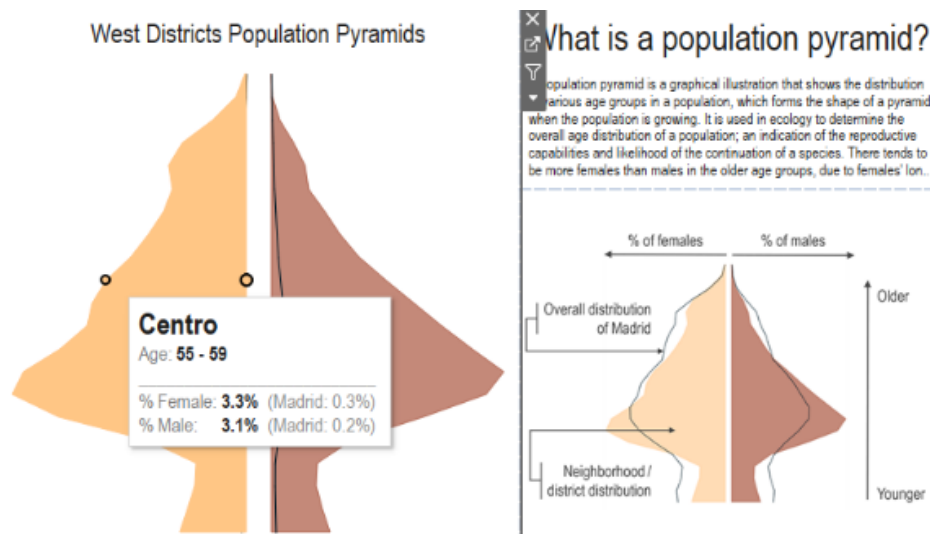 West Districts Population Pyramids
Centro
Age: 55 - 59
% Female: 3.3% (Madrid: 0.3%)
% Male: 3.1% (Madrid: 0.2%)
What is a population pyramid?
opulation pyramid is a graphical illustration that shows the distribution
various age groups in a population, which forms the shape of a pyramid
when the population is growing. It is used in ecology to determine the
overall age distribution of a population; an indication of the reproductive
capabilities and likelihood of the continuation of a species. There tends to
be more females than males in the older age groups, due to females' lon..
% of females
% of males
Overall distribution
of Madrid
Older
Neighborhood /
district distribution
Younger